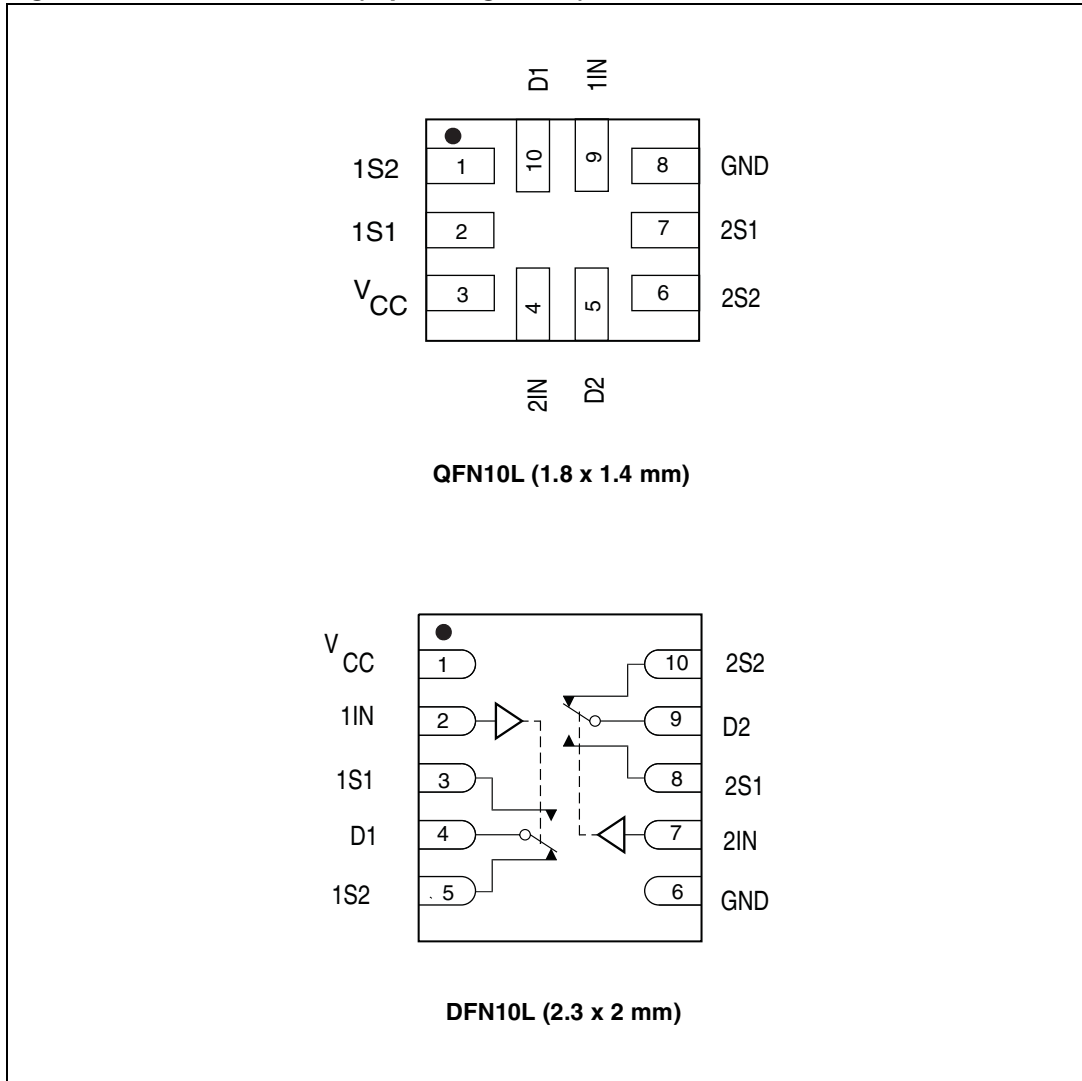 D1 1IN
1S2 1 10 9 8 GND
1S1 2 7 2S1
VCC 3 4 5 6 2S2
2IN D2
QFN10L (1.8 x 1.4 mm)
VCC 1 10 2S2
1IN 2 9 D2
1S1 3 8 2S1
D1 4 7 2IN
1S2 5 6 GND
DFN10L (2.3 x 2 mm)